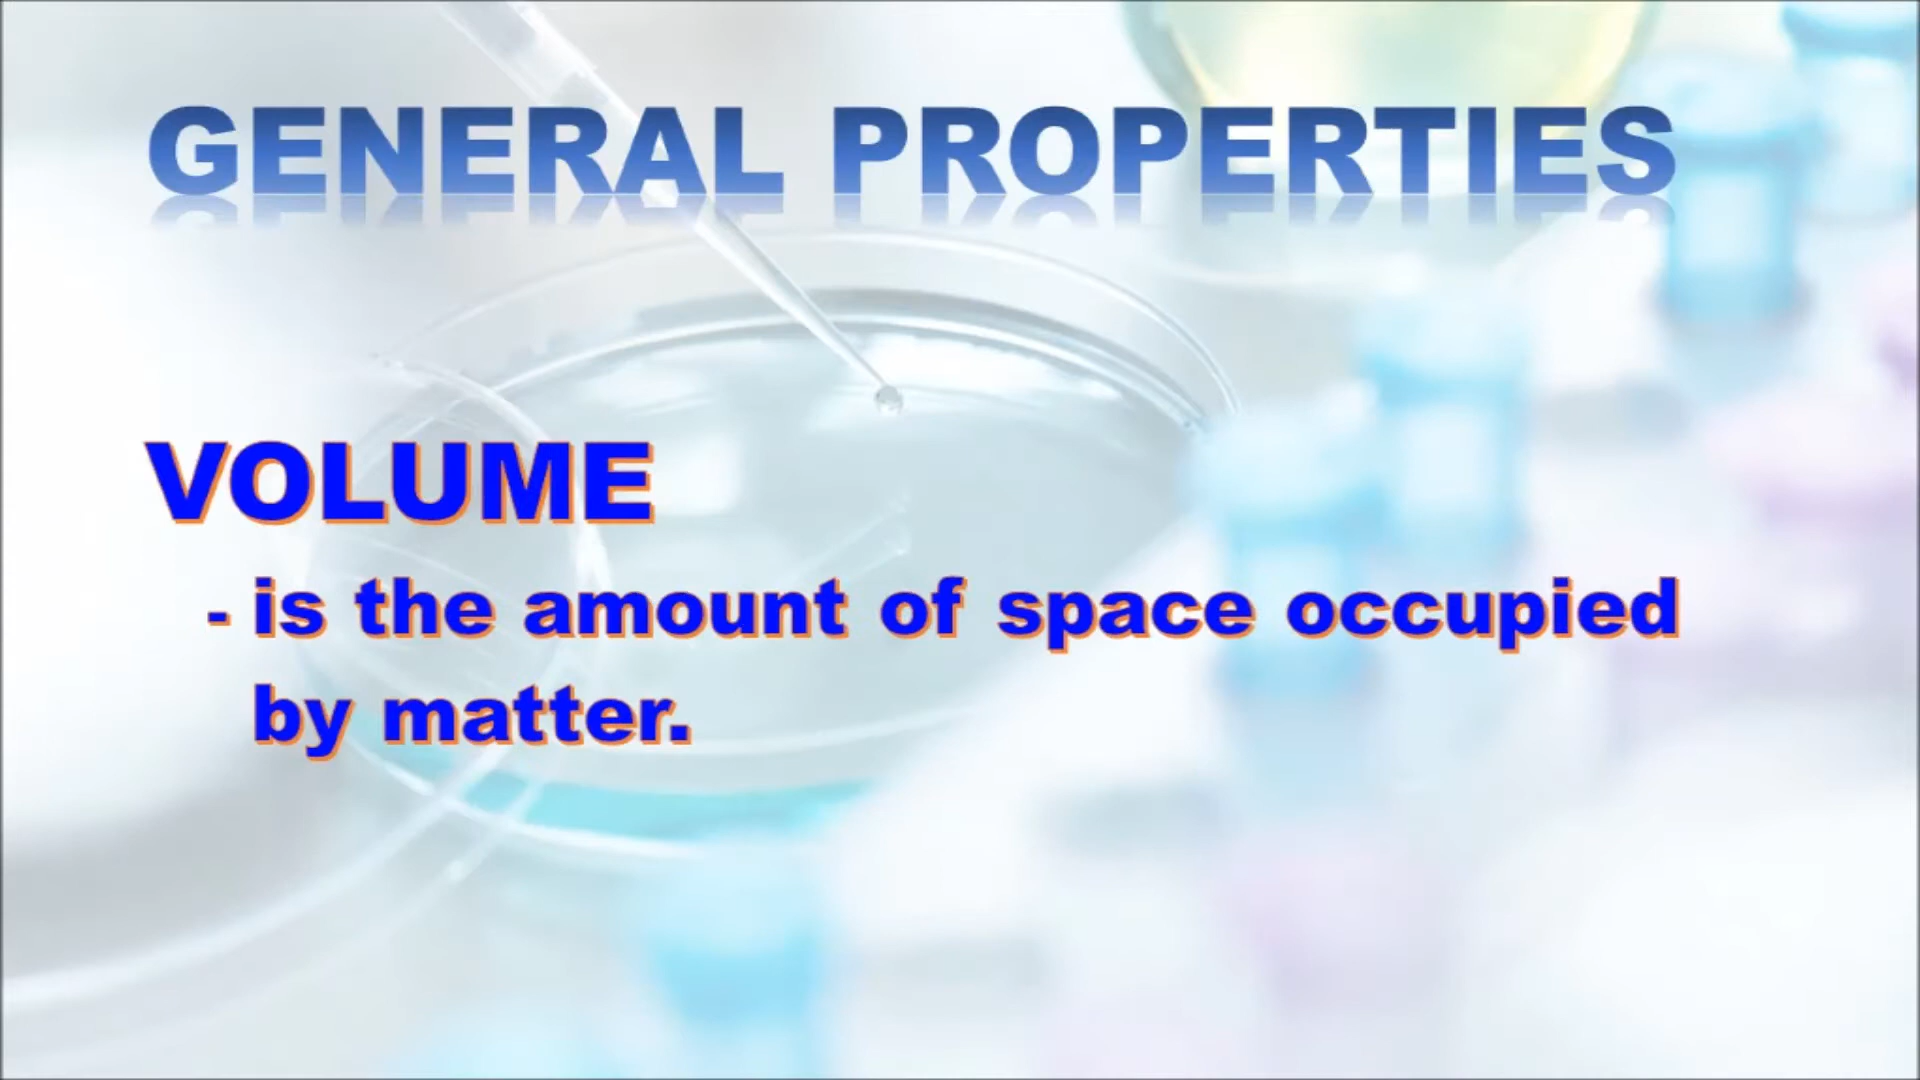 GENERAL PROPERTIES
VOLUME
- is the amount of space occupied
by matter.